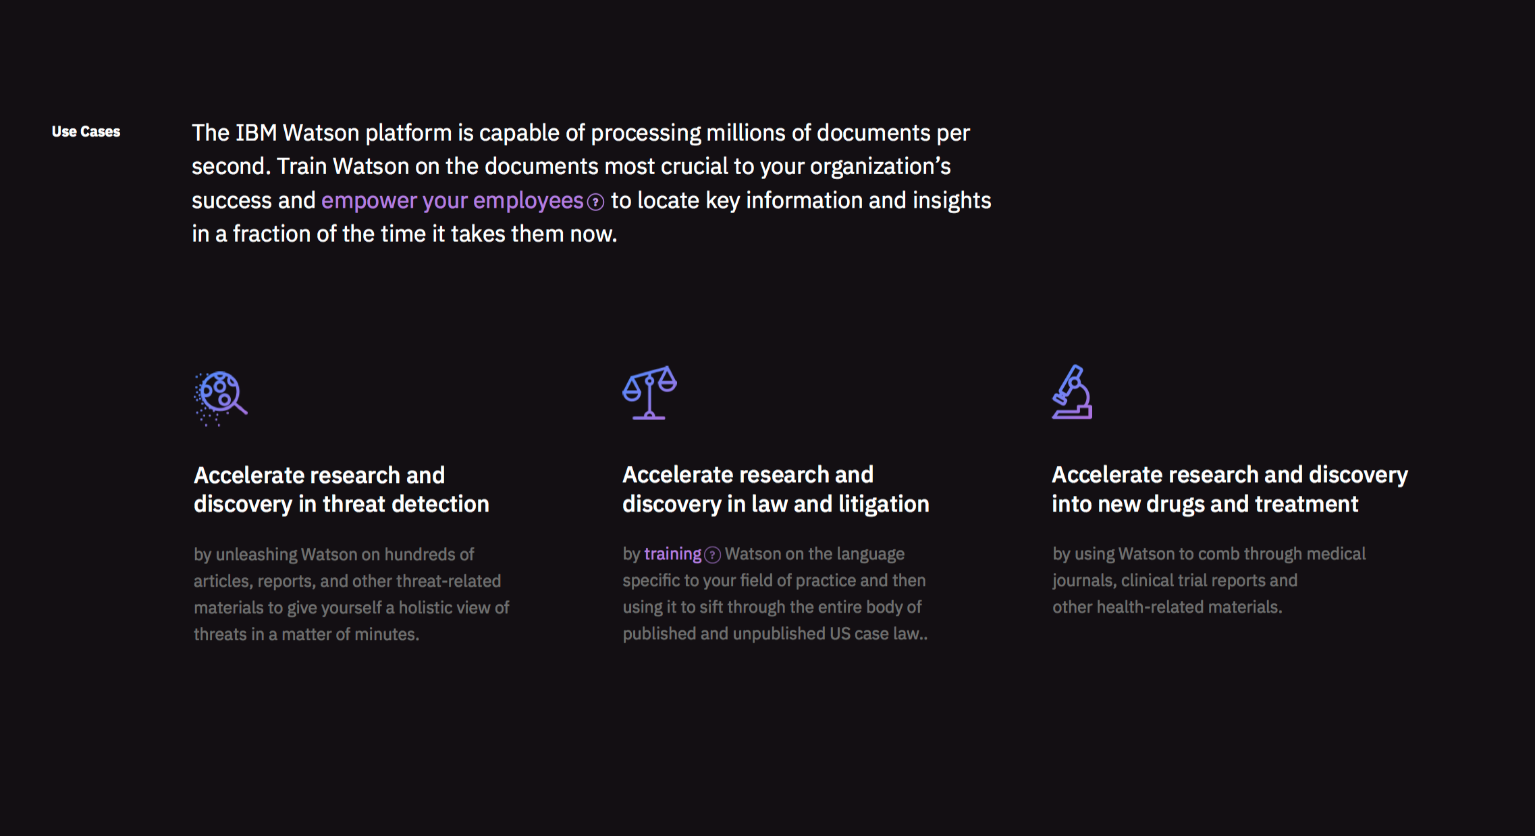 Use Cases
The IBM Watson platform is capable of processing millions of documents per
second. Train Watson on the documents most crucial to your organization’s
success and empower your employees ? to locate key information and insights
in a fraction of the time it takes them now.
Accelerate research and
discovery in threat detection
by unleashing Watson on hundreds of
articles, reports, and other threat-related
materials to give yourself a holistic view of
threats in a matter of minutes.
Accelerate research and
discovery in law and litigation
by training ? Watson on the language
specific to your field of practice and then
using it to sift through the entire body of
published and unpublished US case law..
Accelerate research and discovery
into new drugs and treatment
by using Watson to comb through medical
journals, clinical trial reports and
other health-related materials.